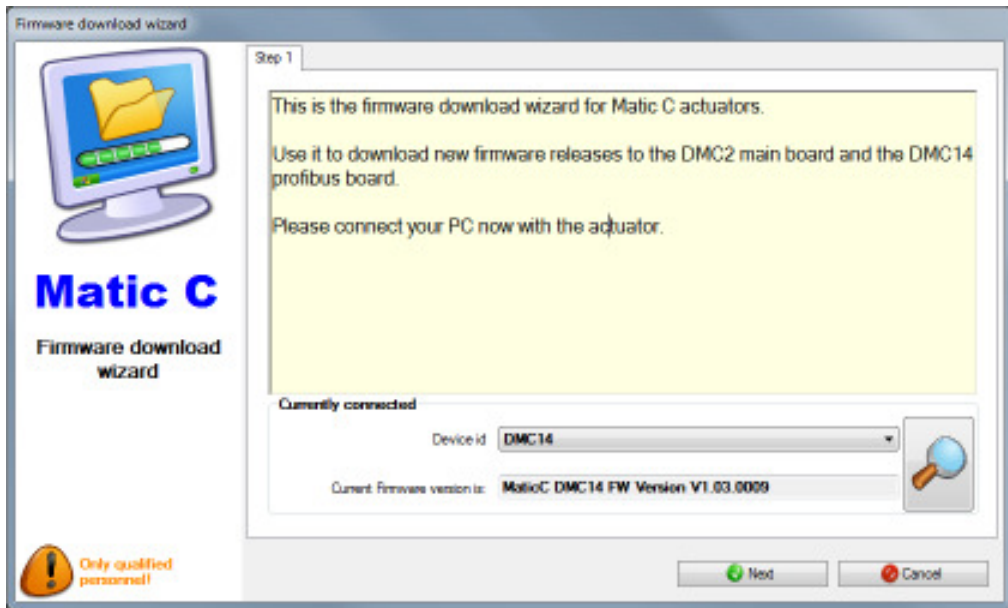 Firmware download wizard
Step 1
This is the firmware download wizard for Matic C actuators.
Use it to download new firmware releases to the DMC2 main board and the DMC14
profibus board.
Please connect your PC now with the actuator.
Matic C
Firmware download
wizard
Currently connected
Device id DMC14
Current Firmware version is: MaticC DMC14 FW Version V1.03.0009
Only qualified
personnel!
Next
Cancel